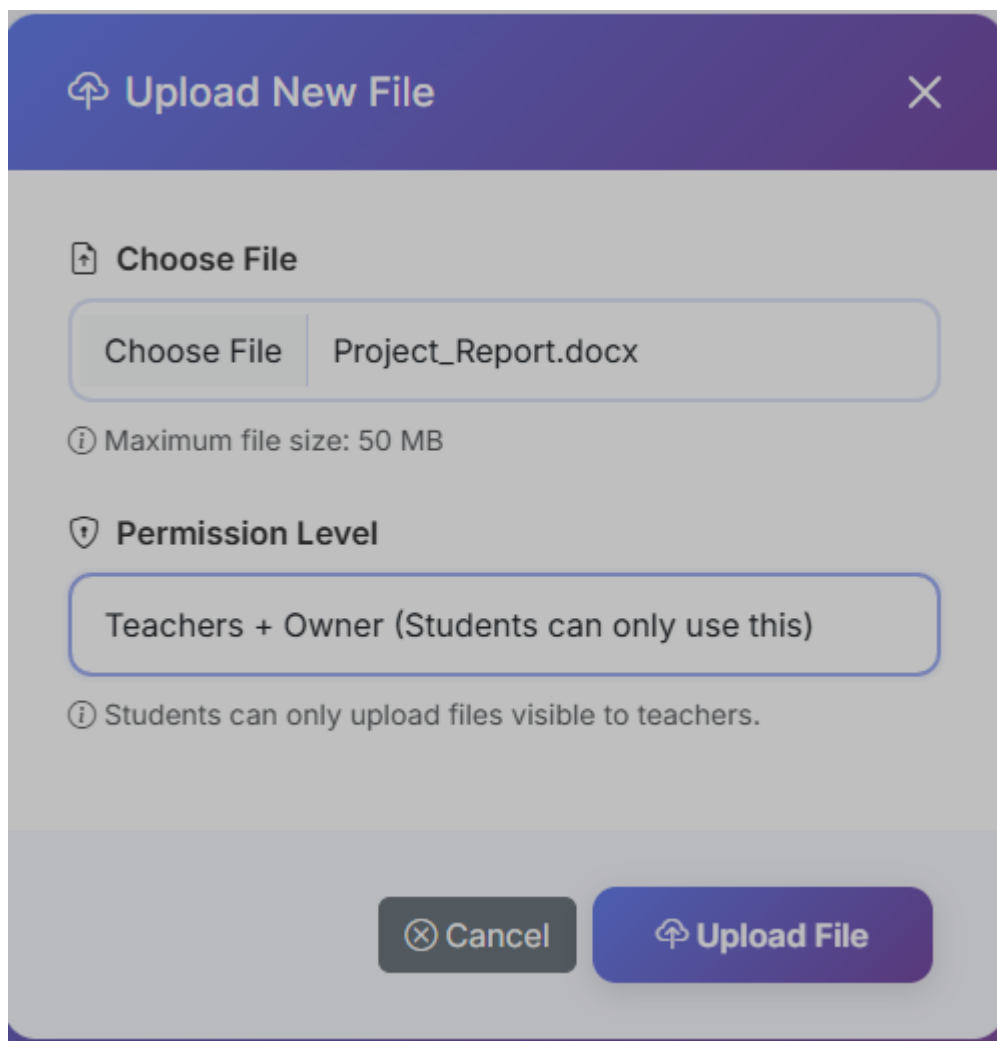 Upload New File
Choose File
Choose File Project_Report.docx
Maximum file size: 50 MB
Permission Level
Teachers + Owner (Students can only use this)
Students can only upload files visible to teachers.
Cancel Upload File